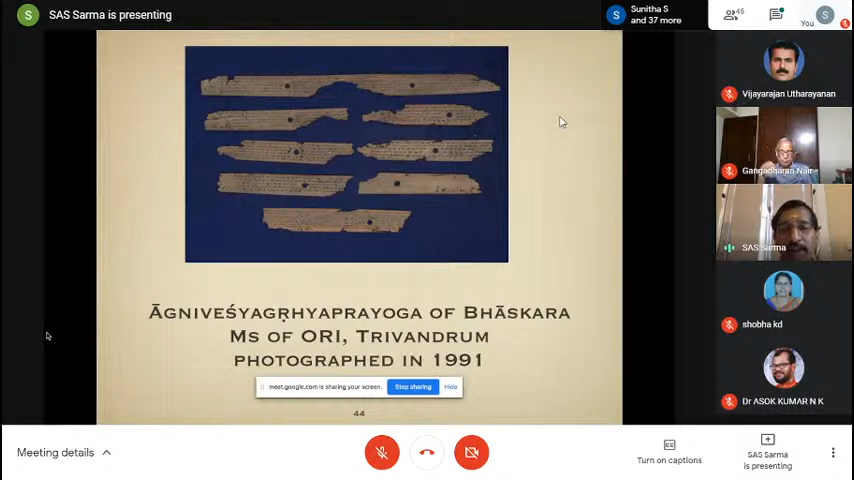 S SAS Sarma is presenting
S Sunitha S
and 37 more
45
S
You
Vijayarajan Utharayanan
Gangadharan Nair
SAS Sarma
shobha kd
Dr ASOK KUMAR N K
ĀGNIVEŚYAGṚHYAPRAYOGA OF BHĀSKARA
MS OF ORI, TRIVANDRUM
PHOTOGRAPHED IN 1991
meet.google.com is sharing your screen. Stop sharing Hide
44
Meeting details
Turn on captions
SAS Sarma
is presenting